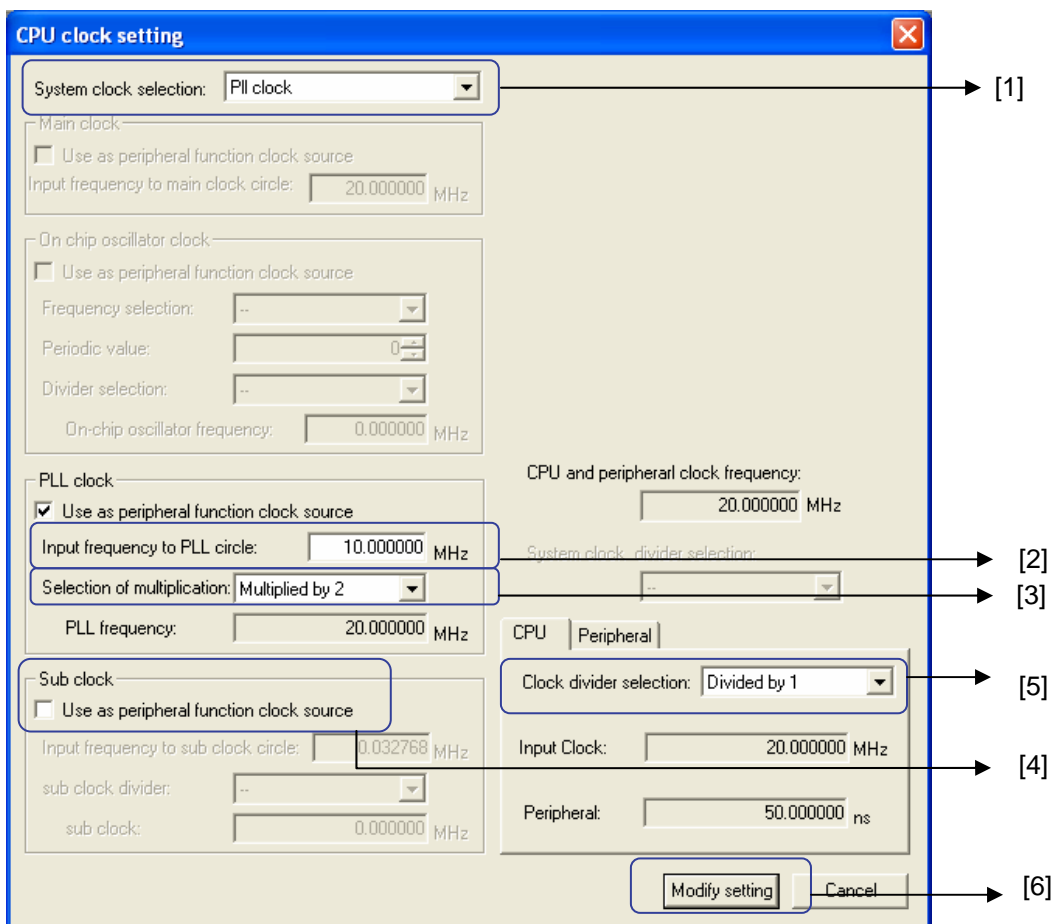 CPU clock setting
System clock selection: Pll clock
[1]
Main clock
Use as peripheral function clock source
Input frequency to main clock circle: 20.000000 MHz
On chip oscillator clock
Use as peripheral function clock source
Frequency selection: --
Periodic value: 0
Divider selection: --
On-chip oscillator frequency: 0.000000 MHz
PLL clock
Use as peripheral function clock source
Input frequency to PLL circle: 10.000000 MHz
[2]
Selection of multiplication: Multiplied by 2
[3]
PLL frequency: 20.000000 MHz
CPU and peripherarl clock frequency:
20.000000 MHz
System clock divider selection:
--
Sub clock
Use as peripheral function clock source
[4]
Input frequency to sub clock circle: 0.032768 MHz
sub clock divider: --
sub clock: 0.000000 MHz
CPU Peripheral
Clock divider selection: Divided by 1
[5]
Input Clock: 20.000000 MHz
Peripheral: 50.000000 ns
Modify setting Cancel
[6]